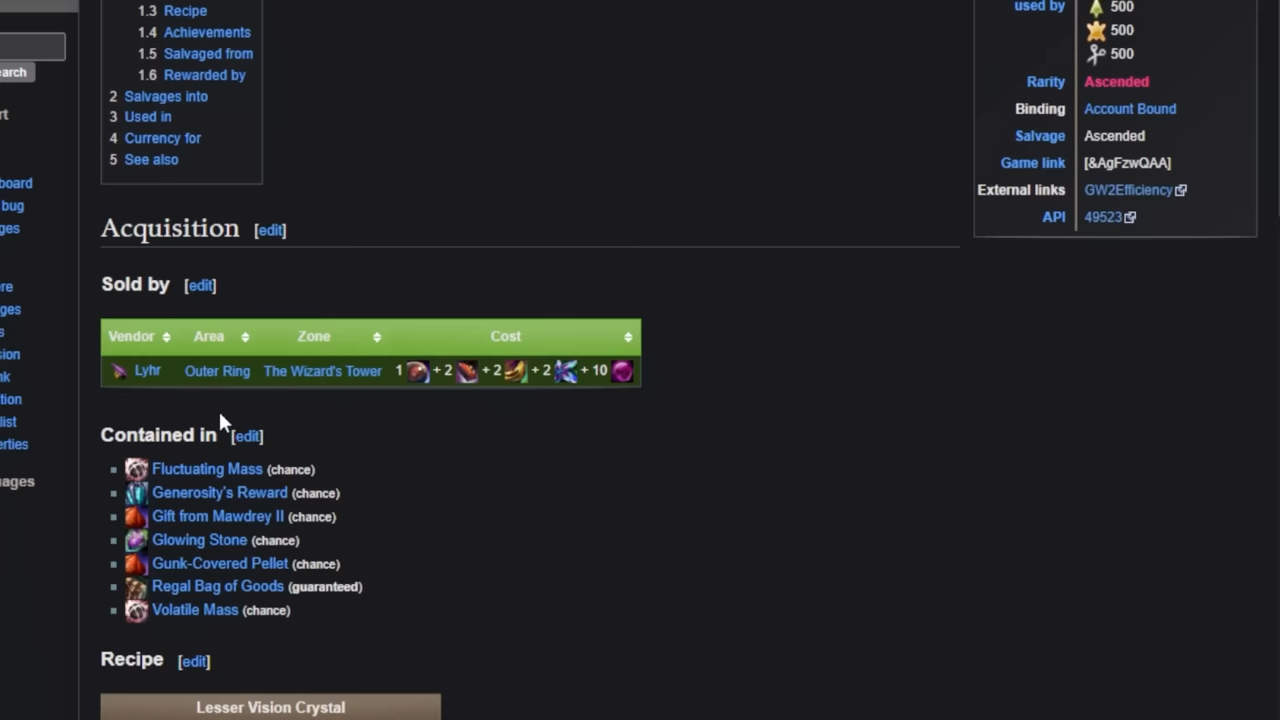 1.3 Recipe
1.4 Achievements
1.5 Salvaged from
1.6 Rewarded by
2 Salvages into
3 Used in
4 Currency for
5 See also
used by 500
500
500
Rarity Ascended
Binding Account Bound
Salvage Ascended
Game link [&AgFzwQAA]
External links GW2Efficiency
API 49523
Acquisition [edit]
Sold by [edit]
Vendor Area Zone Cost
Lyhr Outer Ring The Wizard's Tower 1 + 2 + 2 + 2 + 10
Contained in [edit]
Fluctuating Mass (chance)
Generosity's Reward (chance)
Gift from Mawdrey II (chance)
Glowing Stone (chance)
Gunk-Covered Pellet (chance)
Regal Bag of Goods (guaranteed)
Volatile Mass (chance)
Recipe [edit]
Lesser Vision Crystal